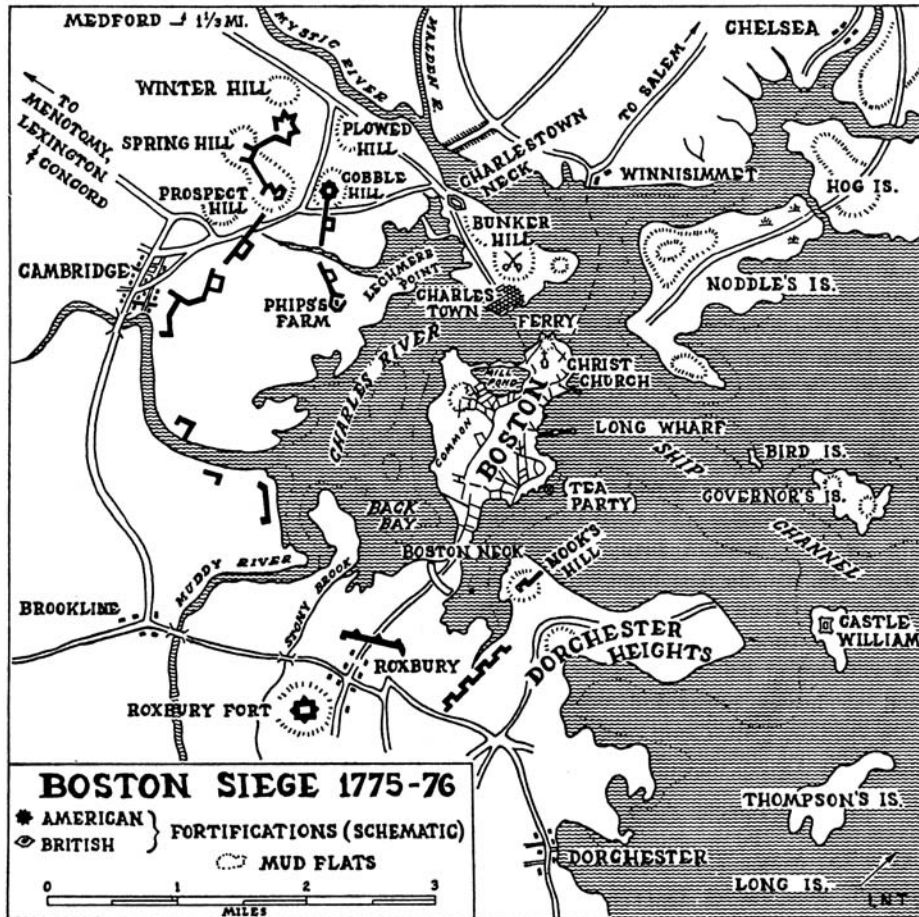 MEDFORD 1 1/3 MI.
MYSTIC RIVER
MALDEN R.
TO SALEM
CHELSEA
WINTER HILL
TO
MENOTOMY,
LEXINGTON
& CONCORD
SPRING HILL
PLOWED
HILL
CHARLESTOWN
NECK
WINNISIMMET
HOG IS.
PROSPECT
HILL
COBBLE
HILL
BUNKER
HILL
CAMBRIDGE
LECHMERE
POINT
NODDLE'S IS.
PHIPS'S
FARM
CHARLES
TOWN
FERRY
CHARLES RIVER
MILL
POND
CHRIST
CHURCH
COMMON
BOSTON
LONG WHARF
SHIP
CHANNEL
BIRD IS.
GOVERNOR'S IS.
TEA
PARTY
BACK
BAY
BOSTON NECK
NOOK'S
HILL
MUDDY RIVER
STONY BROOK
BROOKLINE
CASTLE
WILLIAM
ROXBURY
DORCHESTER
HEIGHTS
ROXBURY FORT
BOSTON SIEGE 1775-76
AMERICAN
BRITISH
FORTIFICATIONS (SCHEMATIC)
MUD FLATS
0 1 2 3
MILES
THOMPSON'S IS.
DORCHESTER
LONG IS.
L.N.T.